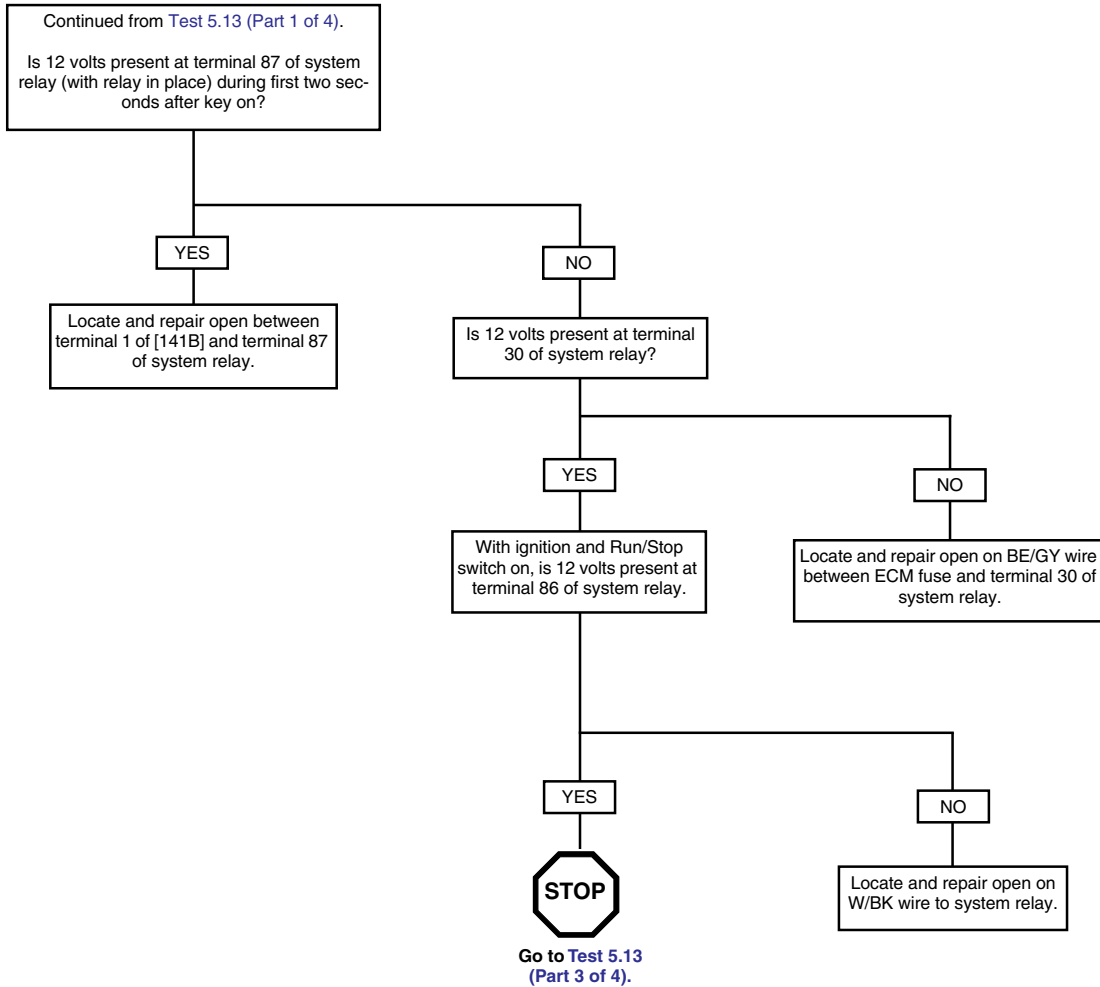 Continued from Test 5.13 (Part 1 of 4).
Is 12 volts present at terminal 87 of system
relay (with relay in place) during first two sec-
onds after key on?
YES
NO
Locate and repair open between
terminal 1 of [141B] and terminal 87
of system relay.
Is 12 volts present at terminal
30 of system relay?
YES
NO
With ignition and Run/Stop
switch on, is 12 volts present at
terminal 86 of system relay.
Locate and repair open on BE/GY wire
between ECM fuse and terminal 30 of
system relay.
YES
NO
STOP
Go to Test 5.13
(Part 3 of 4).
Locate and repair open on
W/BK wire to system relay.